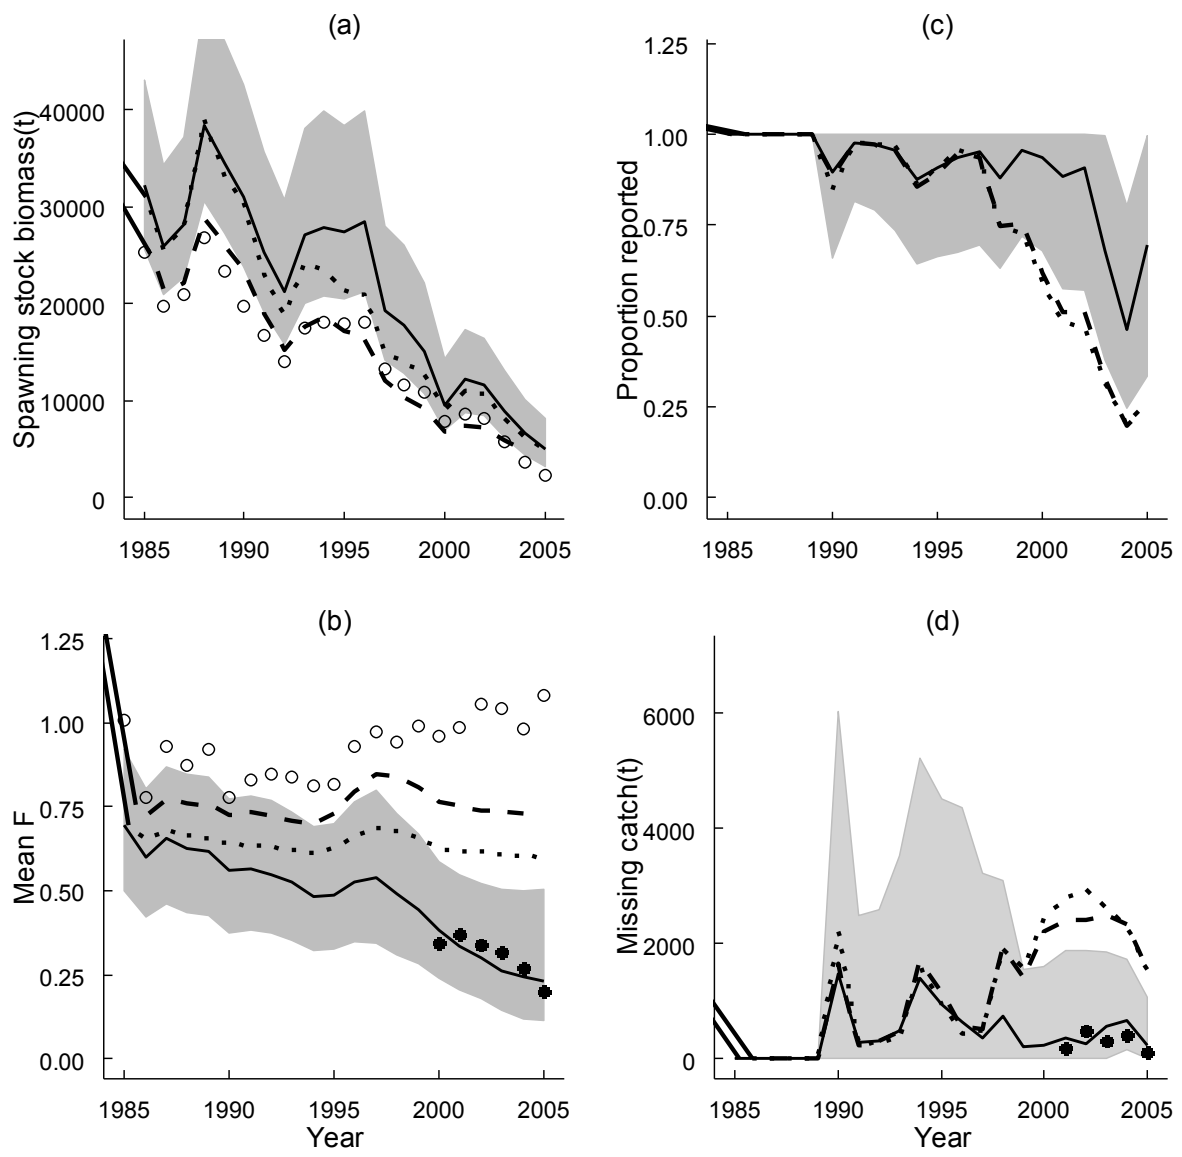 (a)
Spawning stock biomass(t)
40000
30000
20000
10000
0
1985 1990 1995 2000 2005
(c)
Proportion reported
1.25
1.00
0.75
0.50
0.25
0.00
1985 1990 1995 2000 2005
(b)
Mean F
1.25
1.00
0.75
0.50
0.25
0.00
1985 1990 1995 2000 2005
Year
(d)
Missing catch(t)
6000
4000
2000
0
1985 1990 1995 2000 2005
Year